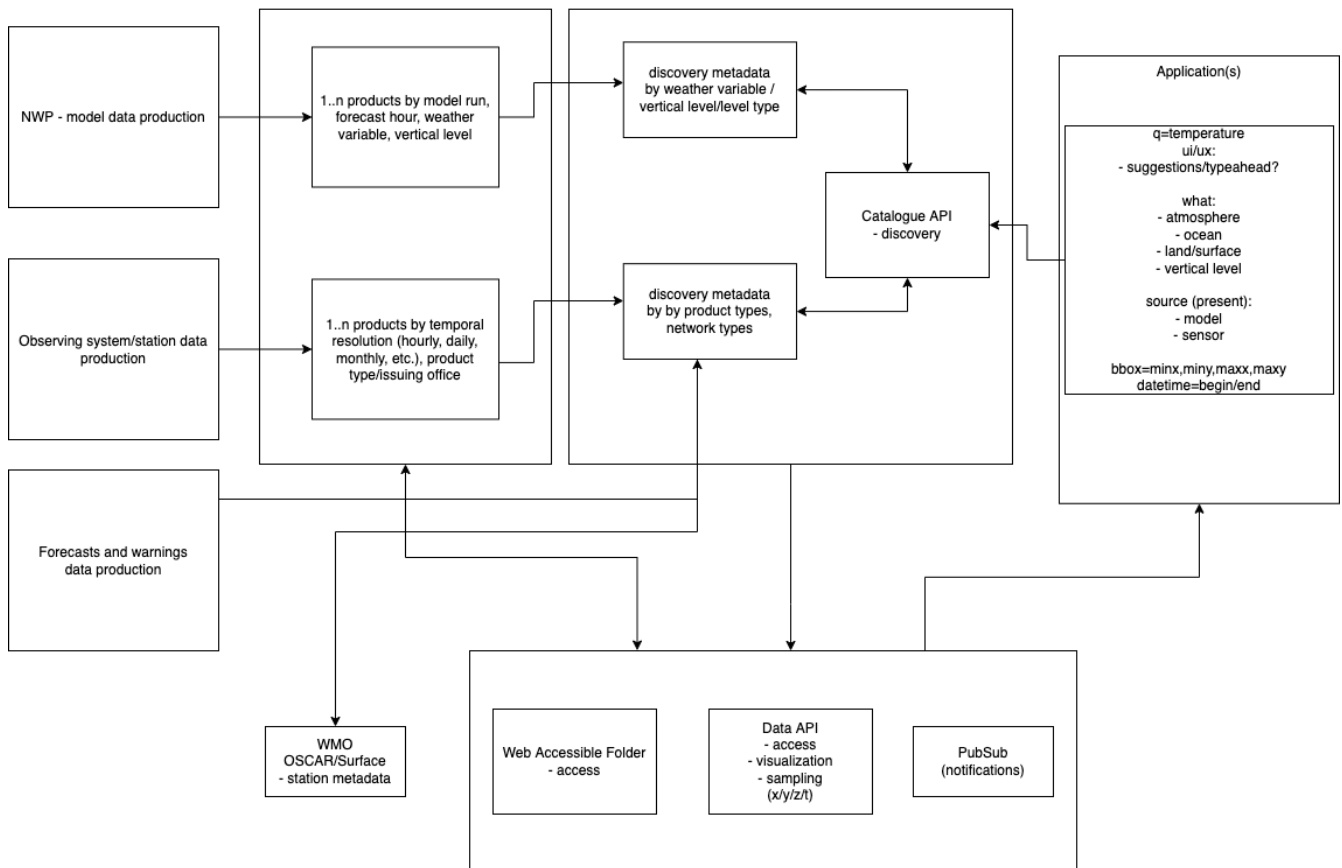 NWP - model data production
1..n products by model run,
forecast hour, weather
variable, vertical level
discovery metadata
by weather variable /
vertical level/level type
Application(s)
q=temperature
ui/ux:
- suggestions/typeahead?
what:
- atmosphere
- ocean
- land/surface
- vertical level
source (present):
- model
- sensor
bbox=minx,miny,maxx,maxy
datetime=begin/end
Catalogue API
- discovery
Observing system/station data
production
1..n products by temporal
resolution (hourly, daily,
monthly, etc.), product
type/issuing office
discovery metadata
by by product types,
network types
Forecasts and warnings
data production
WMO
OSCAR/Surface
- station metadata
Web Accessible Folder
- access
Data API
- access
- visualization
- sampling
(x/y/z/t)
PubSub
(notifications)